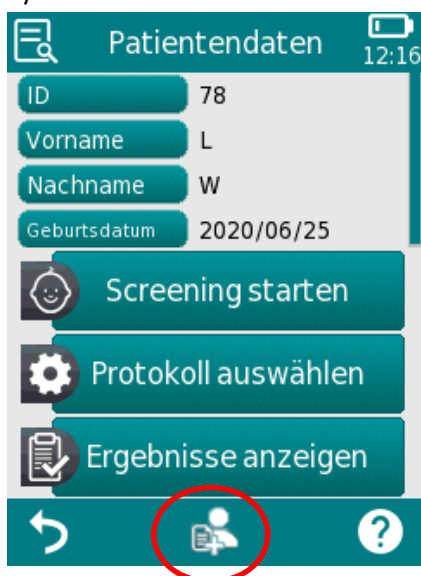 Patientendaten
12:16
ID 78
Vorname L
Nachname W
Geburtsdatum 2020/06/25
Screening starten
Protokoll auswählen
Ergebnisse anzeigen
?